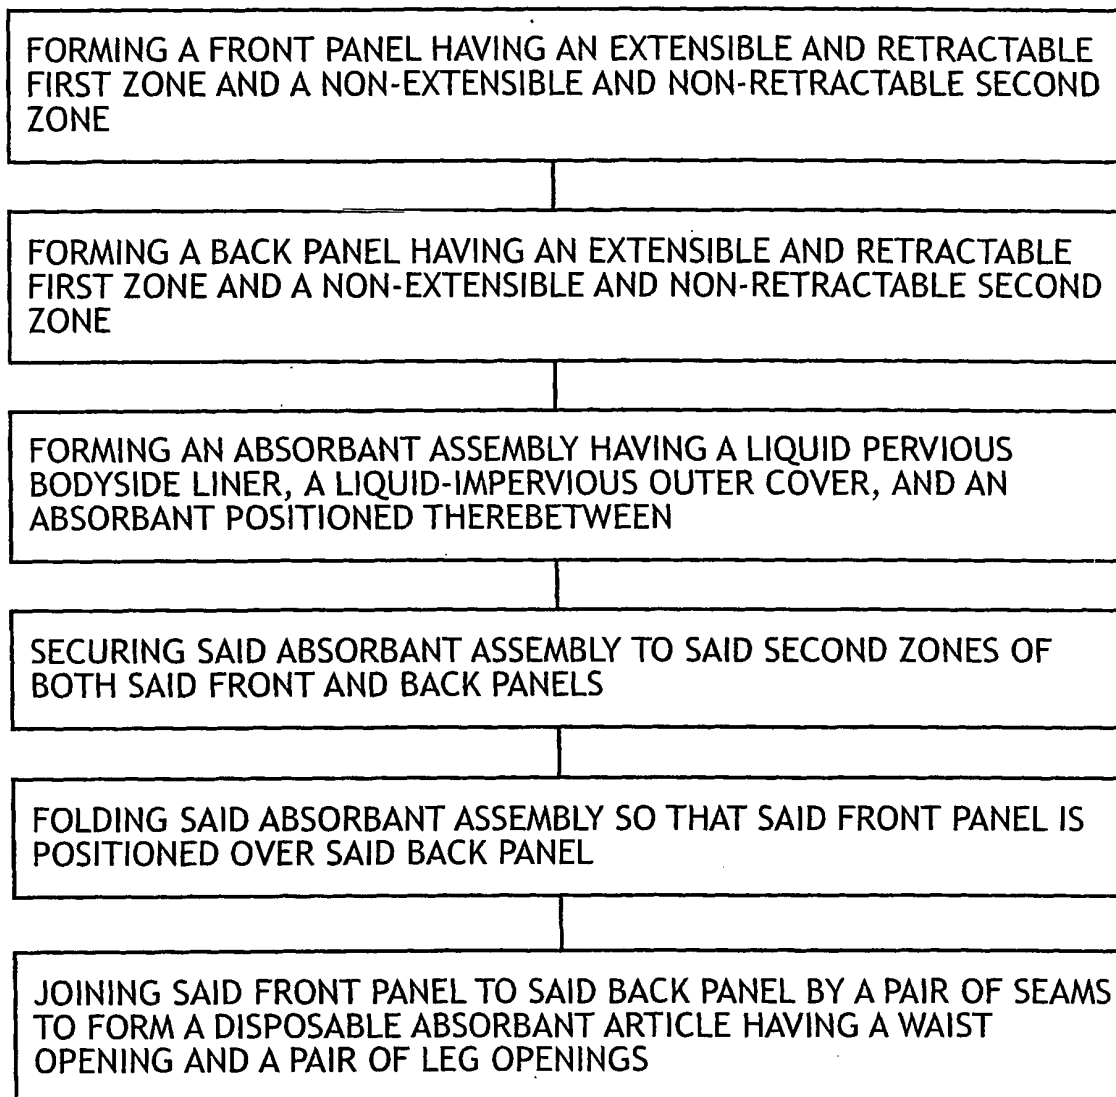 FORMING A FRONT PANEL HAVING AN EXTENSIBLE AND RETRACTABLE
FIRST ZONE AND A NON-EXTENSIBLE AND NON-RETRACTABLE SECOND
ZONE
FORMING A BACK PANEL HAVING AN EXTENSIBLE AND RETRACTABLE
FIRST ZONE AND A NON-EXTENSIBLE AND NON-RETRACTABLE SECOND
ZONE
FORMING AN ABSORBANT ASSEMBLY HAVING A LIQUID PERVIOUS
BODYSIDE LINER, A LIQUID-IMPERVIOUS OUTER COVER, AND AN
ABSORBANT POSITIONED THEREBETWEEN
SECURING SAID ABSORBANT ASSEMBLY TO SAID SECOND ZONES OF
BOTH SAID FRONT AND BACK PANELS
FOLDING SAID ABSORBANT ASSEMBLY SO THAT SAID FRONT PANEL IS
POSITIONED OVER SAID BACK PANEL
JOINING SAID FRONT PANEL TO SAID BACK PANEL BY A PAIR OF SEAMS
TO FORM A DISPOSABLE ABSORBANT ARTICLE HAVING A WAIST
OPENING AND A PAIR OF LEG OPENINGS